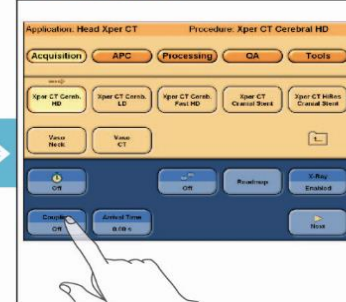 Application: Head Xper CT Procedure: Xper CT Cerebral HD
Acquisition APC Processing QA Tools
Xper CT Cereb. HD
Xper CT Cereb. LD
Xper CT Cereb. Fast HD
Xper CT Cranial Stent
Xper CT HiRes Cranial Stent
Vaso Neck
Vaso CT
Off
Off
Roadmap
X-Ray Enabled
Off
Arrival Time 0.00 s
Next